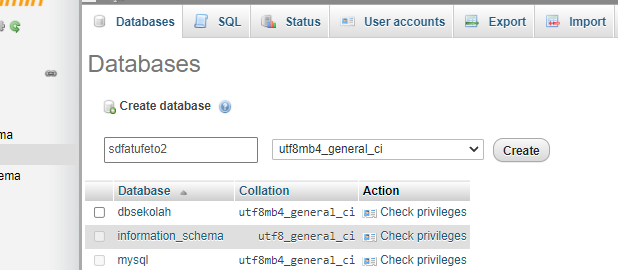 Databases SQL Status User accounts Export Import
Databases
Create database
ma
sdfatufeto2 utf8mb4_general_ci Create
ema
Database Collation Action
dbsekolah utf8mb4_general_ci Check privileges
information_schema utf8_general_ci Check privileges
mysql utf8mb4_general_ci Check privileges